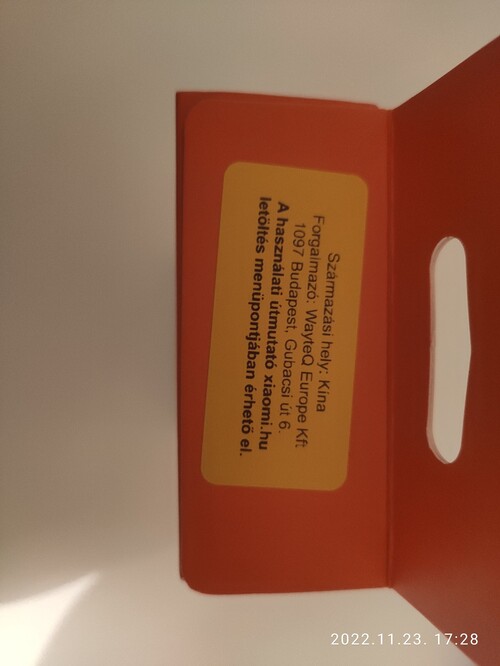 Származási hely: Kína
Forgalmazó: WayteQ Europe Kft
1097 Budapest, Gubacsi út 6.
A használati útmutató xiaomi.hu
letöltés menüpontjában érhető el.
2022.11.23. 17:28